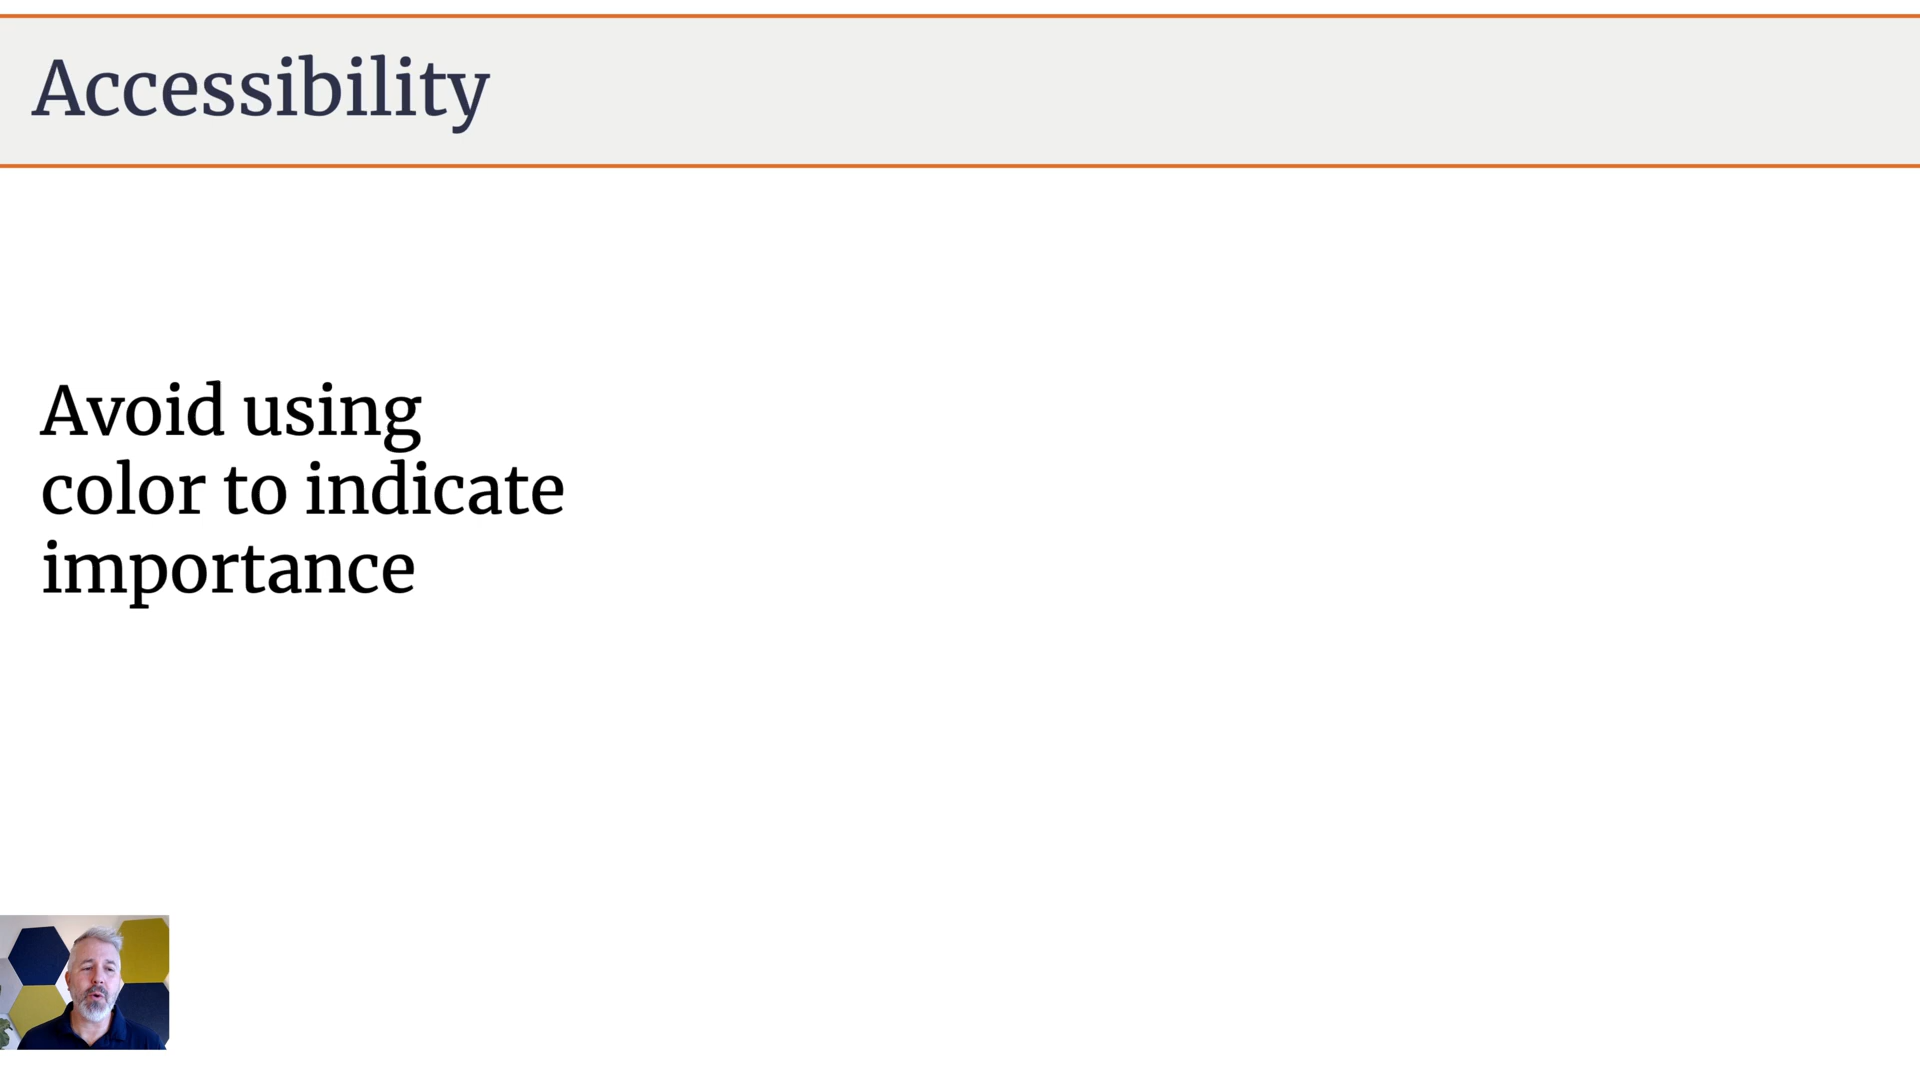 Accessibility
Avoid using
color to indicate
importance